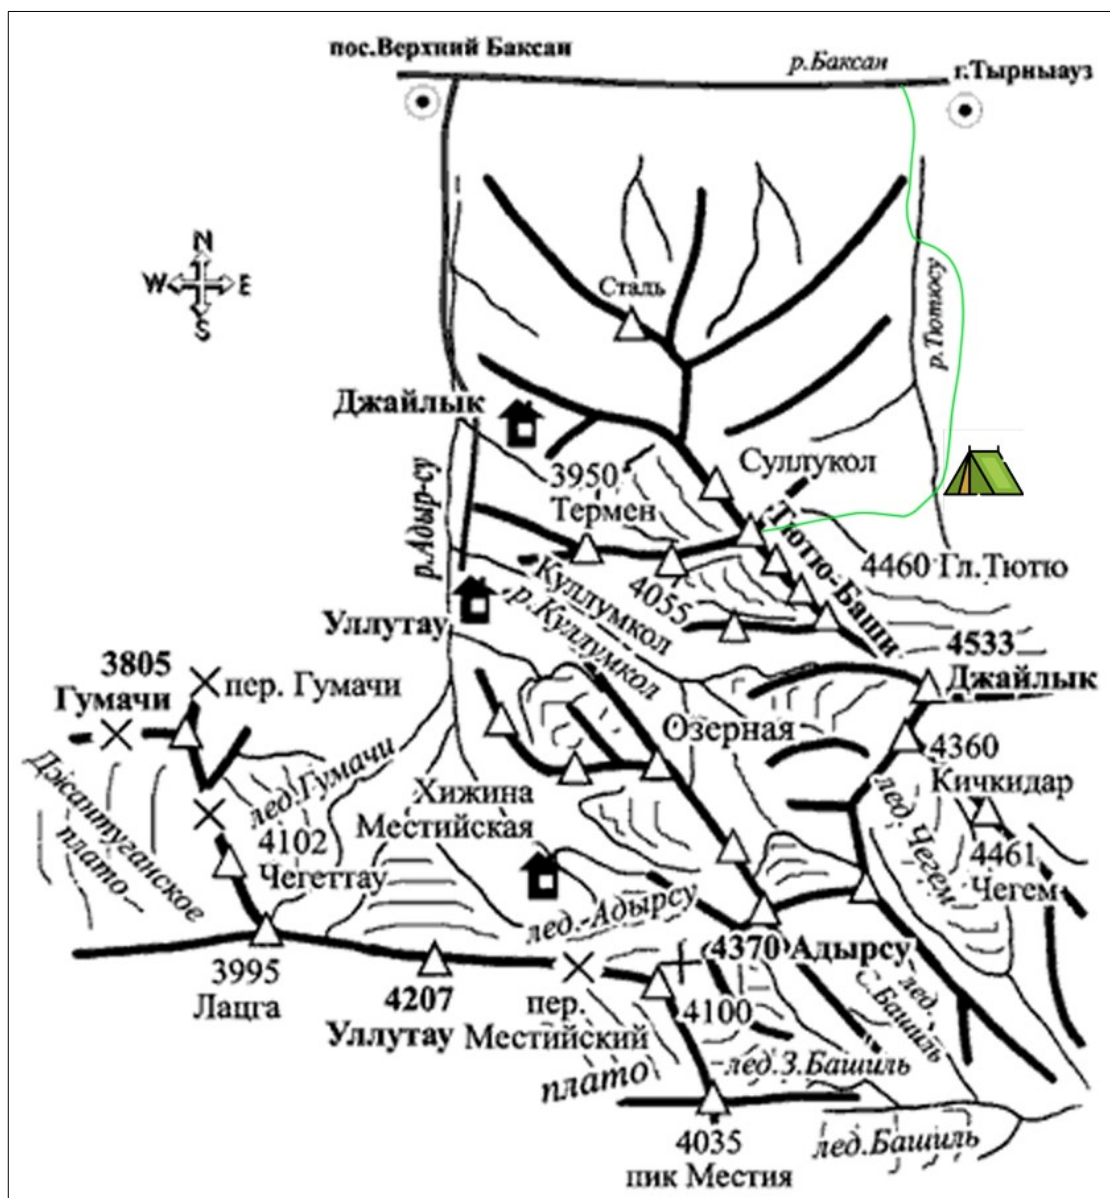 пос.Верхний Баксан
р.Баксан
г.Тырныауз
N
W E
S
Сталь
р.Тютюсу
Джайлык
Суллукол
3950
Термен
р.Адыр-су
Тютю-Баши
4460 Гл.Тютю
Куллумкол
4055
р.Куллумкол
Уллутау
4533
Джайлык
3805
Гумачи
пер. Гумачи
Озерная
4360
Кичкидар
Джантуганское
плато
лед.Гумачи
4102
Чегеттау
Хижина
Местийская
лед. Чегем
4461
Чегем
лед.-Адырсу
4370 Адырсу
3995
Лацга
4207
Уллутау
пер.
Местийский
плато
4100
лед.
С.Башиль
лед.З.Башиль
4035
пик Местия
лед.Башиль